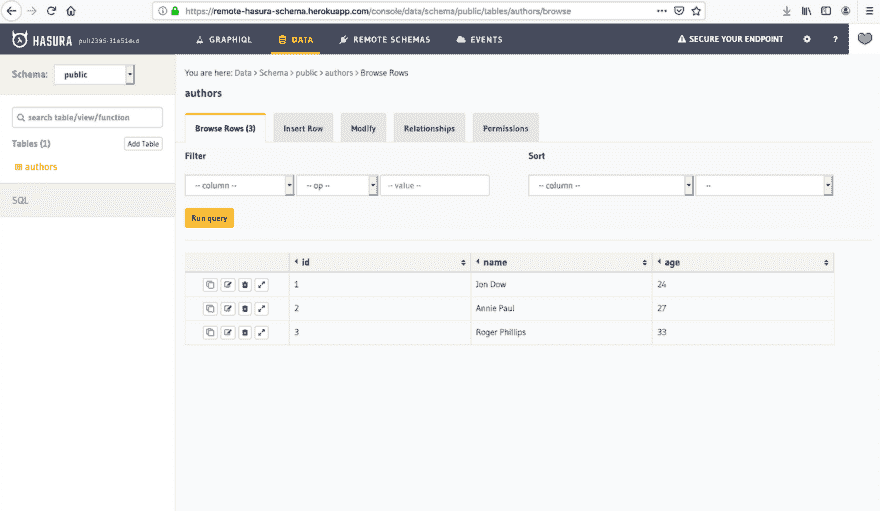 https://remote-hasura-schema.herokuapp.com/console/data/schema/public/tables/authors/browse
HASURA
GRAPHIQL
DATA
REMOTE SCHEMAS
EVENTS
SECURE YOUR ENDPOINT
?
Schema: public
You are here: Data > Schema > public > authors > Browse Rows
authors
search table/view/function
Browse Rows (3)
Insert Row
Modify
Relationships
Permissions
Tables (1)
Add Table
authors
SQL
Filter
Sort
-- column --
-- op --
-- value --
-- column --
--
Run query
id name age
1 Jon Dow 24
2 Annie Paul 27
3 Roger Phillips 33